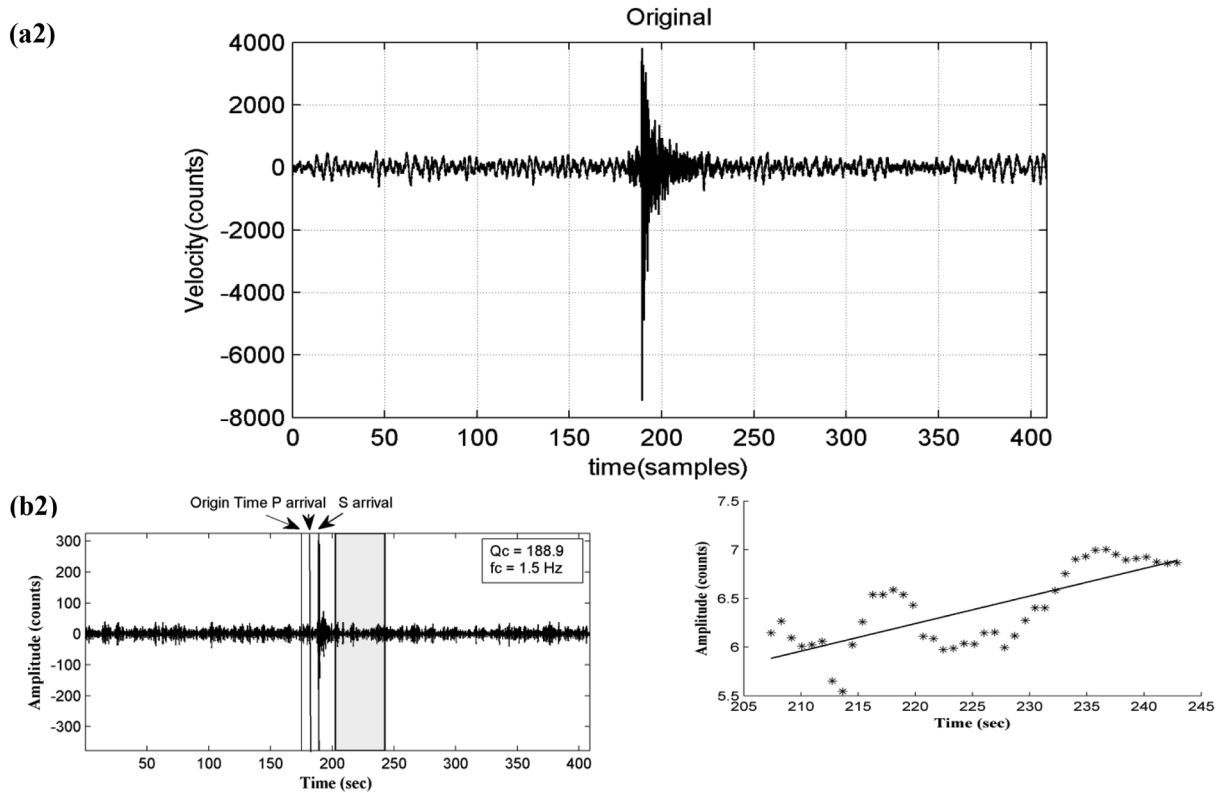 (a2)
Original
4000
2000
0
-2000
-4000
-6000
-8000
Velocity(counts)
0 50 100 150 200 250 300 350 400
time(samples)
(b2)
Origin Time P arrival S arrival
300
200
100
0
-100
-200
-300
Amplitude (counts)
Qc = 188.9
fc = 1.5 Hz
50 100 150 200 250 300 350 400
Time (sec)
7.5
7
6.5
6
5.5
Amplitude (counts)
205 210 215 220 225 230 235 240 245
Time (sec)